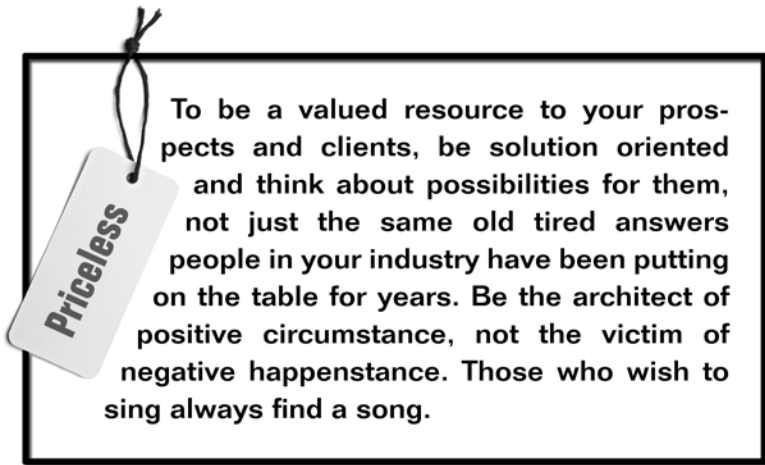 Priceless
To be a valued resource to your pros-
pects and clients, be solution oriented
and think about possibilities for them,
not just the same old tired answers
people in your industry have been putting
on the table for years. Be the architect of
positive circumstance, not the victim of
negative happenstance. Those who wish to
sing always find a song.